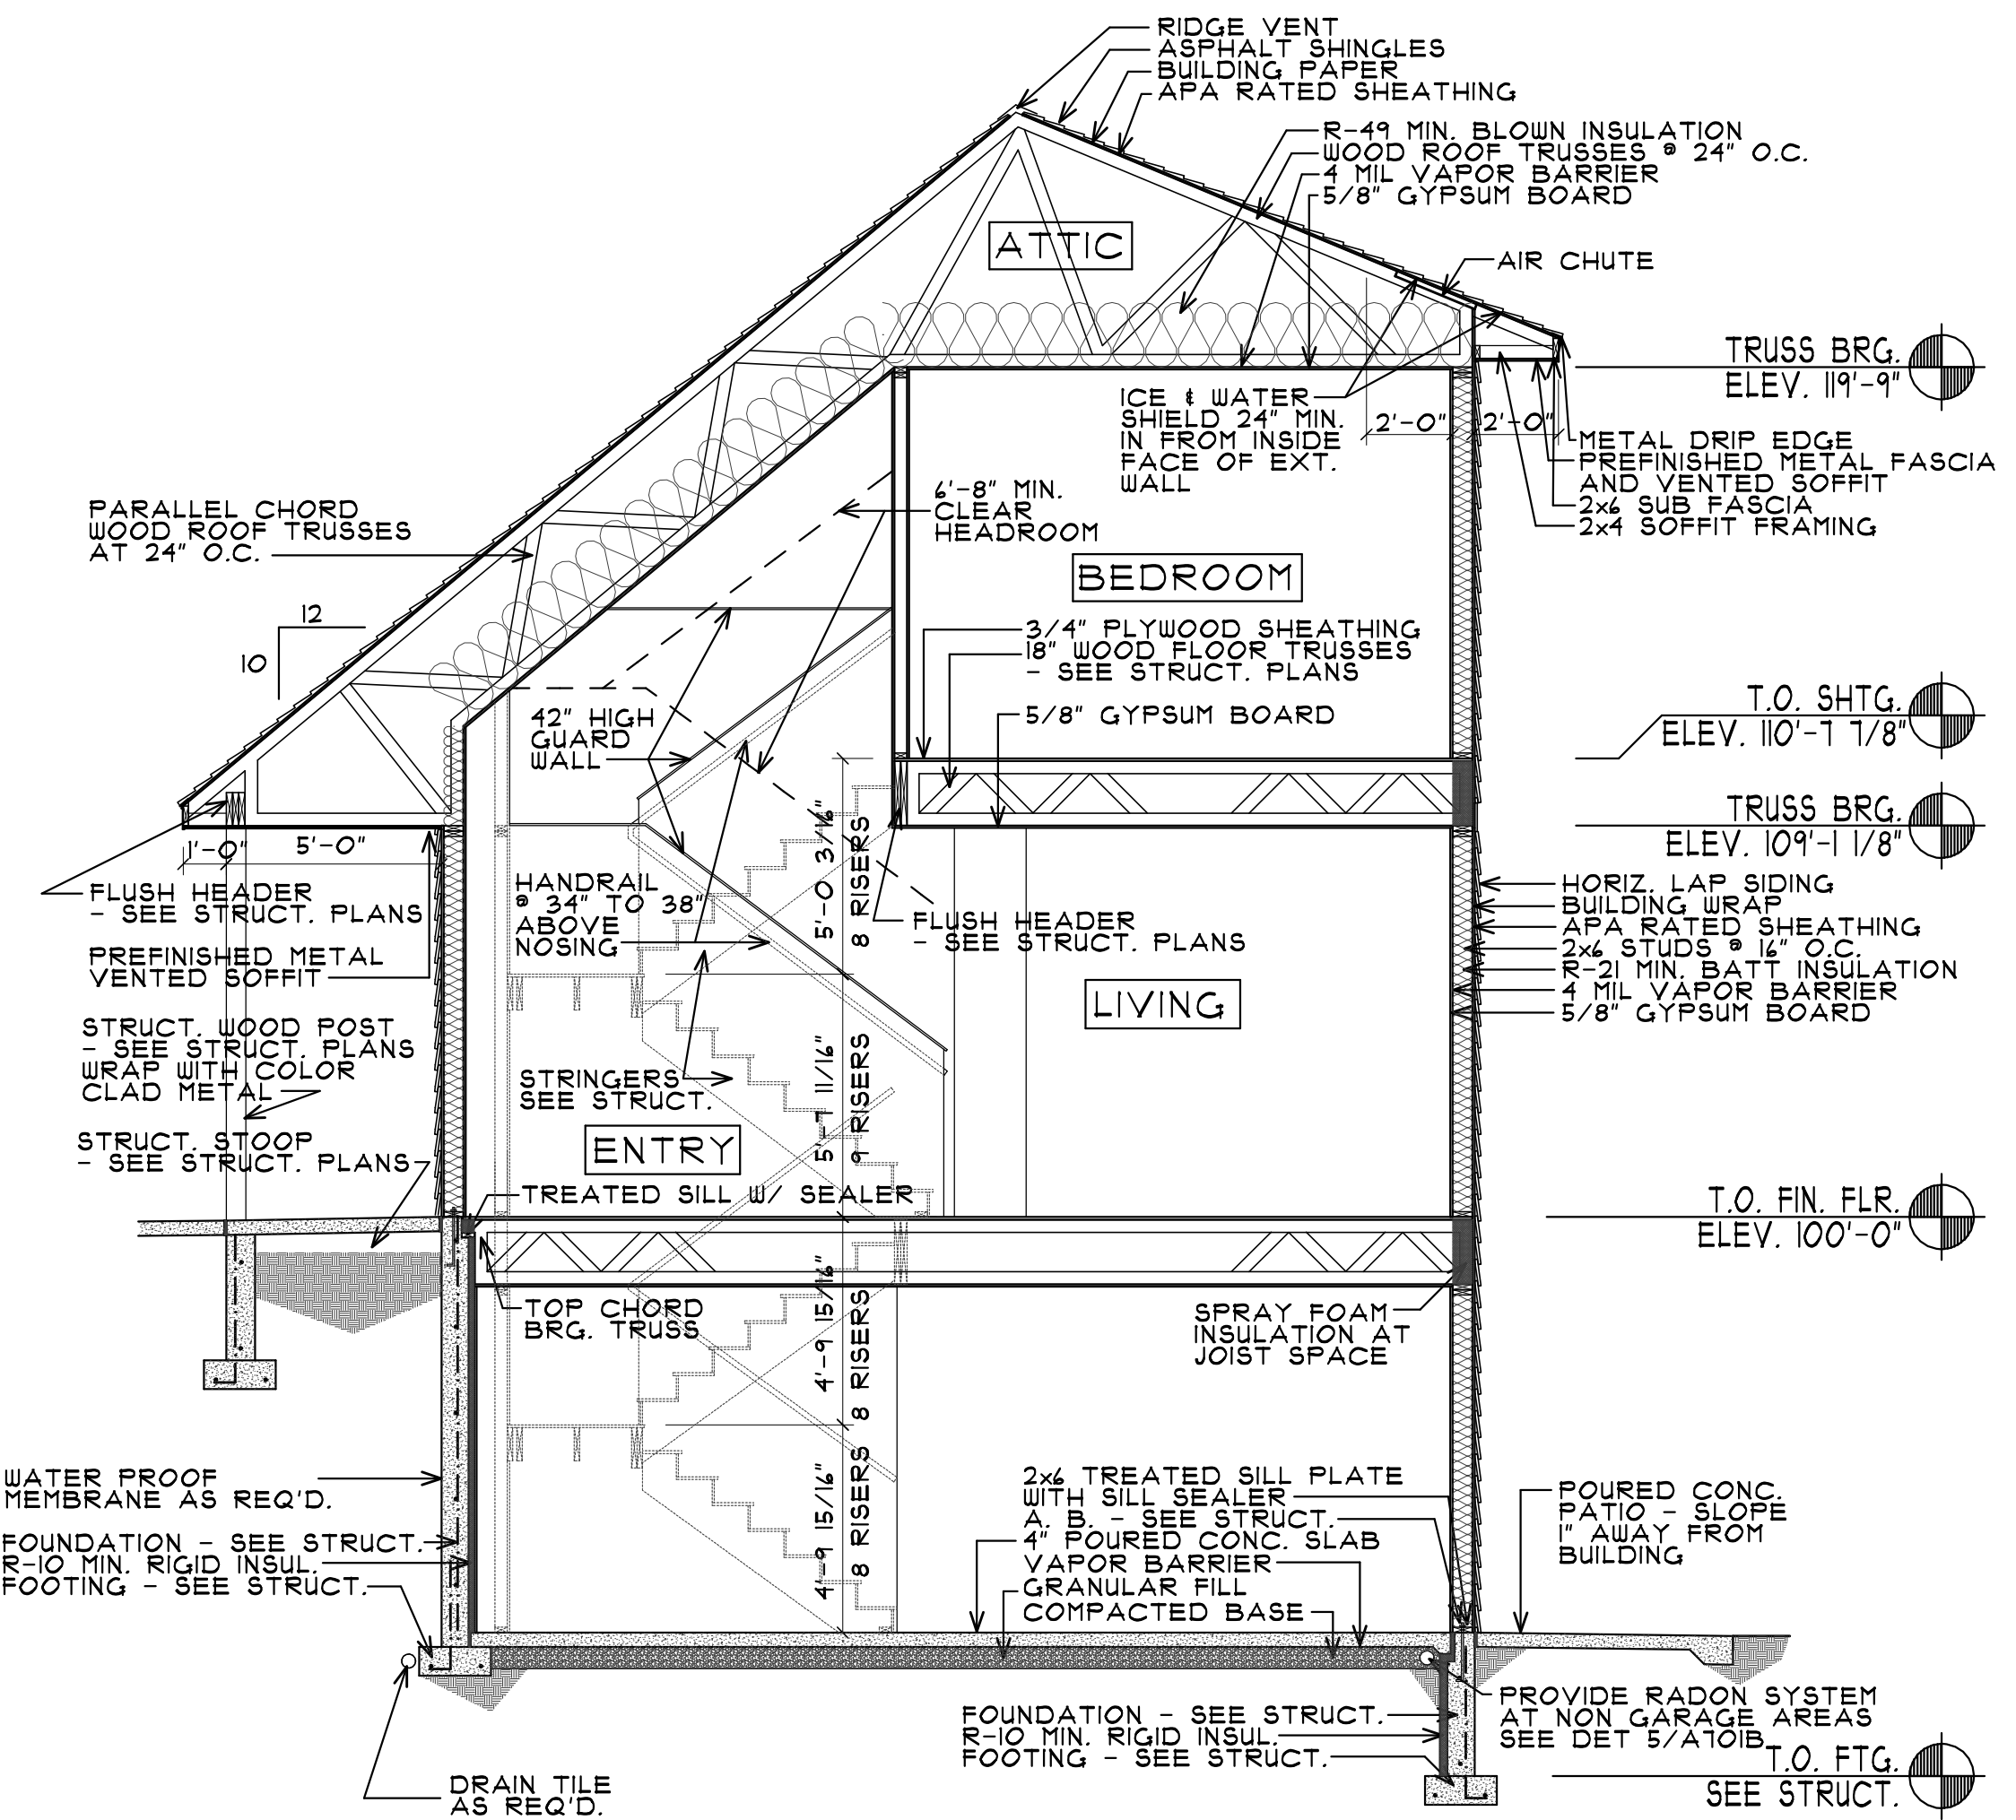 RIDGE VENT
ASPHALT SHINGLES
BUILDING PAPER
APA RATED SHEATHING
R-49 MIN. BLOWN INSULATION
WOOD ROOF TRUSSES @ 24" O.C.
4 MIL VAPOR BARRIER
5/8" GYPSUM BOARD
ATTIC
AIR CHUTE
TRUSS BRG.
ELEV. 119'-9"
ICE & WATER
SHIELD 24" MIN.
IN FROM INSIDE
FACE OF EXT.
WALL
2'-0"
2'-0"
METAL DRIP EDGE
PREFINISHED METAL FASCIA
AND VENTED SOFFIT
2x6 SUB FASCIA
2x4 SOFFIT FRAMING
PARALLEL CHORD
WOOD ROOF TRUSSES
AT 24" O.C.
6'-8" MIN.
CLEAR
HEADROOM
BEDROOM
12
10
3/4" PLYWOOD SHEATHING
18" WOOD FLOOR TRUSSES
- SEE STRUCT. PLANS
5/8" GYPSUM BOARD
42" HIGH
GUARD
WALL
T.O. SHTG.
ELEV. 110'-7 7/8"
TRUSS BRG.
ELEV. 109'-1 1/8"
1'-0"
5'-0"
FLUSH HEADER
- SEE STRUCT. PLANS
PREFINISHED METAL
VENTED SOFFIT
HANDRAIL
@ 34" TO 38"
ABOVE
NOSING
5'-0 3/16"
8 RISERS
FLUSH HEADER
- SEE STRUCT. PLANS
HORIZ. LAP SIDING
BUILDING WRAP
APA RATED SHEATHING
2x6 STUDS @ 16" O.C.
R-21 MIN. BATT INSULATION
4 MIL VAPOR BARRIER
5/8" GYPSUM BOARD
LIVING
STRUCT. WOOD POST
- SEE STRUCT. PLANS
WRAP WITH COLOR
CLAD METAL
STRUCT. STOOP
- SEE STRUCT. PLANS
STRINGERS
SEE STRUCT.
5'-7 11/16"
9 RISERS
ENTRY
TREATED SILL W/ SEALER
T.O. FIN. FLR.
ELEV. 100'-0"
TOP CHORD
BRG. TRUSS
4'-9 15/16"
8 RISERS
SPRAY FOAM
INSULATION AT
JOIST SPACE
WATER PROOF
MEMBRANE AS REQ'D.
FOUNDATION - SEE STRUCT.
R-10 MIN. RIGID INSUL.
FOOTING - SEE STRUCT.
4'-9 15/16"
8 RISERS
2x6 TREATED SILL PLATE
WITH SILL SEALER
A. B. - SEE STRUCT.
4" POURED CONC. SLAB
VAPOR BARRIER
GRANULAR FILL
COMPACTED BASE
POURED CONC.
PATIO - SLOPE
1" AWAY FROM
BUILDING
FOUNDATION - SEE STRUCT.
R-10 MIN. RIGID INSUL.
FOOTING - SEE STRUCT.
PROVIDE RADON SYSTEM
AT NON GARAGE AREAS
SEE DET 5/A701B
T.O. FTG.
SEE STRUCT.
DRAIN TILE
AS REQ'D.